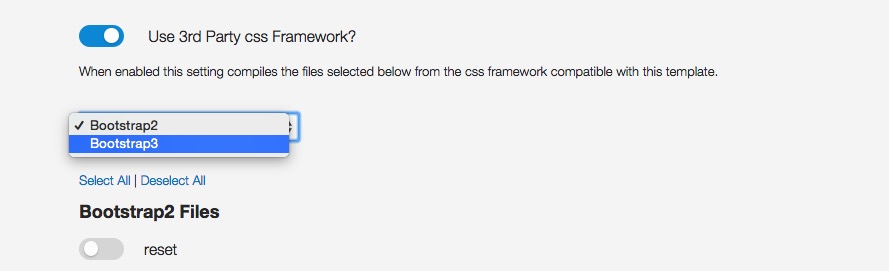 Use 3rd Party css Framework?
When enabled this setting compiles the files selected below from the css framework compatible with this template.
✓ Bootstrap2
Bootstrap3
Select All | Deselect All
Bootstrap2 Files
reset